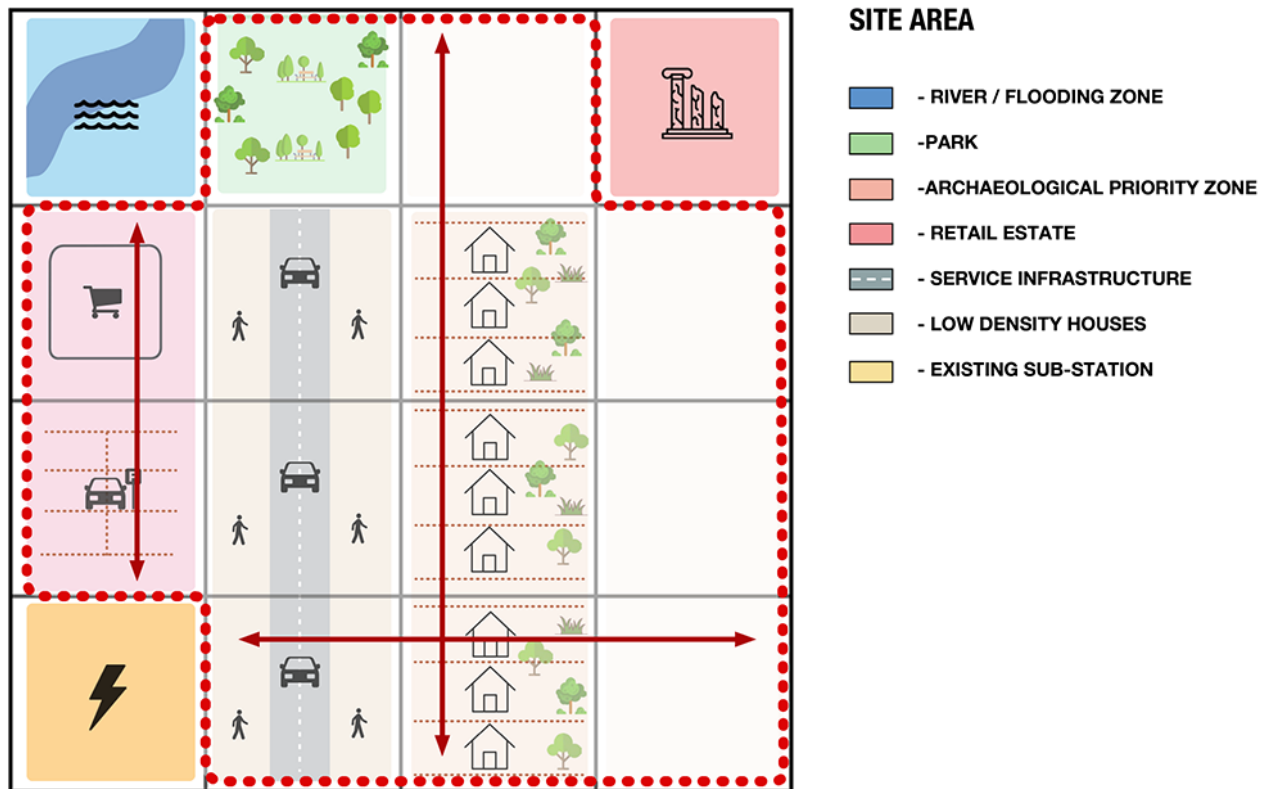 SITE AREA
- RIVER / FLOODING ZONE
-PARK
-ARCHAEOLOGICAL PRIORITY ZONE
- RETAIL ESTATE
- SERVICE INFRASTRUCTURE
- LOW DENSITY HOUSES
- EXISTING SUB-STATION